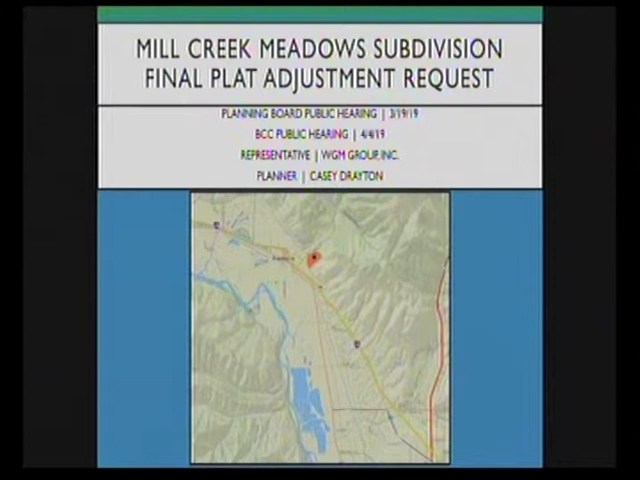 MILL CREEK MEADOWS SUBDIVISION
FINAL PLAT ADJUSTMENT REQUEST
PLANNING BOARD PUBLIC HEARING | 3/19/19
BCC PUBLIC HEARING | 4/4/19
REPRESENTATIVE | WGM GROUP, INC.
PLANNER | CASEY DRAYTON